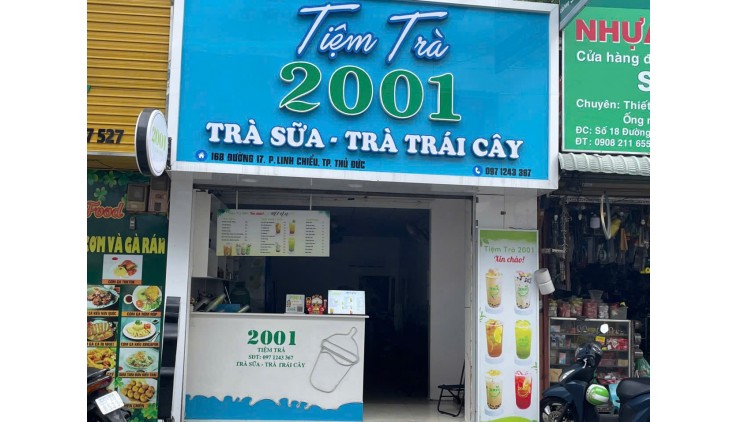 Tiệm Trà
2001
TRÀ SỮA - TRÀ TRÁI CÂY
16B ĐƯỜNG 17, P. LINH CHIỂU, TP. THỦ ĐỨC
097 1243 367
2001
7 527
Food
CƠM VÀ GÀ RÁN
2001
TIỆM TRÀ
SĐT: 097 1243 367
TRÀ SỮA - TRÀ TRÁI CÂY
Tiệm Trà 2001
Xin chào!
NHỰA
Cửa hàng đ
S
Chuyên: Thiết
Ống n
ĐC: Số 18 Đường
ĐT: 0908 211 655